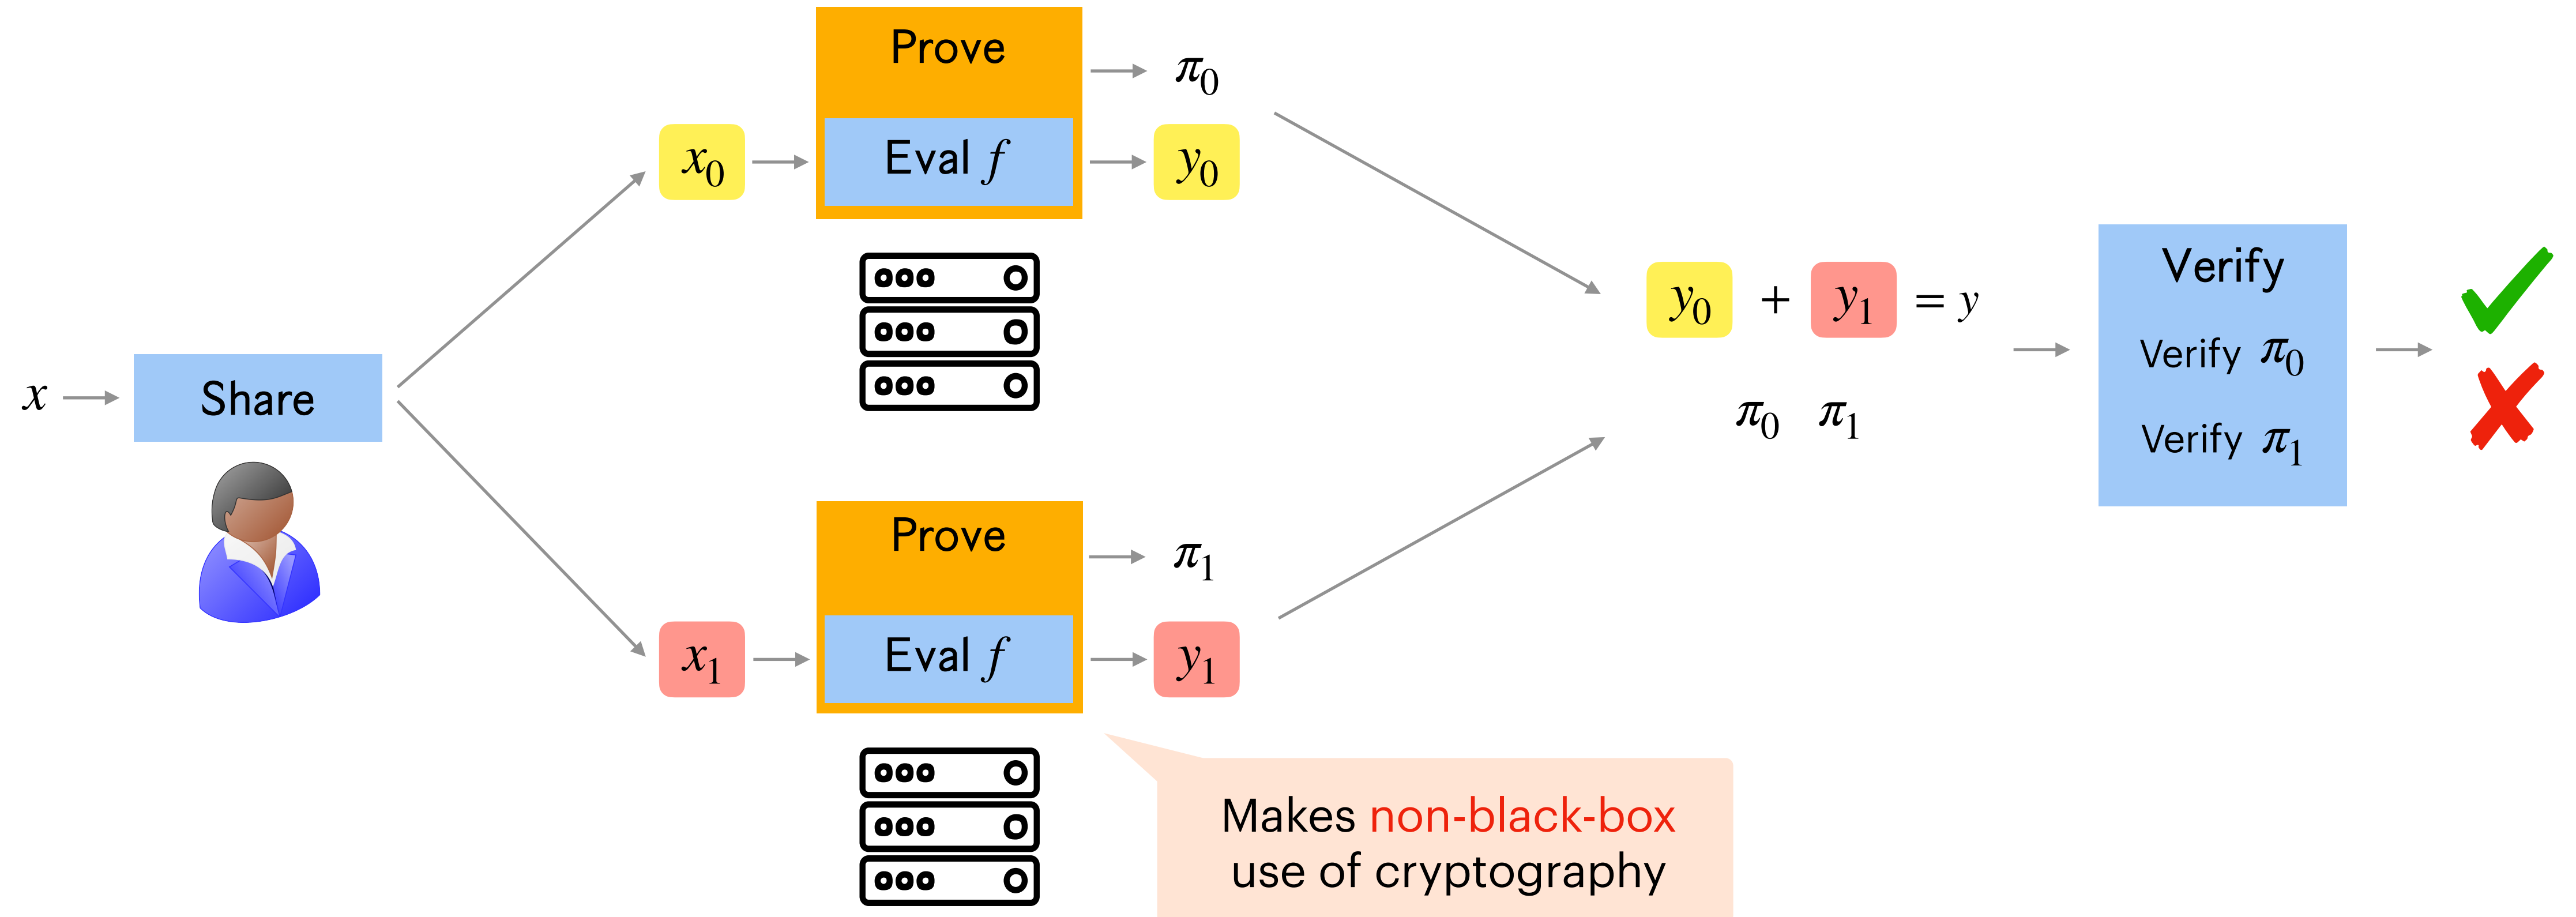 x
Share
x₀
Prove
Eval f
π₀
y₀
x₁
Prove
Eval f
π₁
y₁
Makes non-black-box
use of cryptography
y₀ + y₁ = y
π₀ π₁
Verify
Verify π₀
Verify π₁